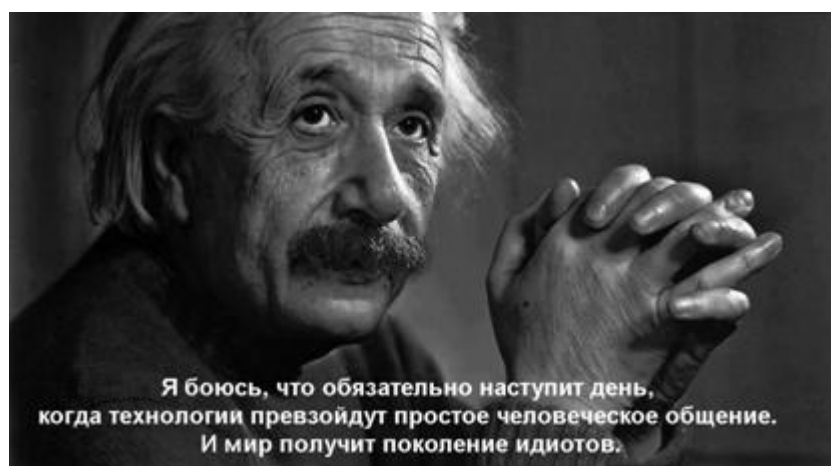 Я боюсь, что обязательно наступит день,
когда технологии превзойдут простое человеческое общение.
И мир получит поколение идиотов.